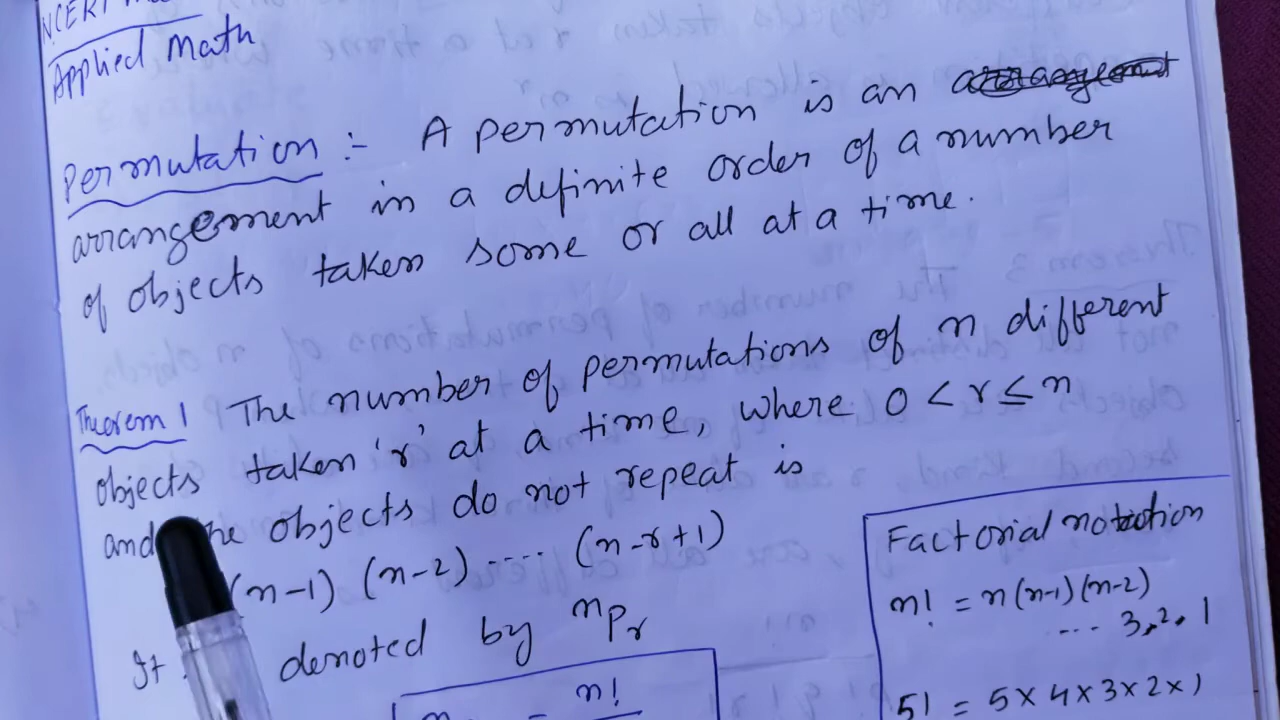 Applied Math
Permutation :- A permutation is an
arrangement in a definite order of a number
of objects taken some or all at a time.
Theorem 1 The number of permutations of n different
objects taken 'r' at a time, where 0 < r ≤ n
and the objects do not repeat is
(n-1) (n-2) .... (n-r+1)
It denoted by nPr
n!
Factorial notation
n! = n(n-1)(n-2)
... 3.2.1
5! = 5×4×3×2×1